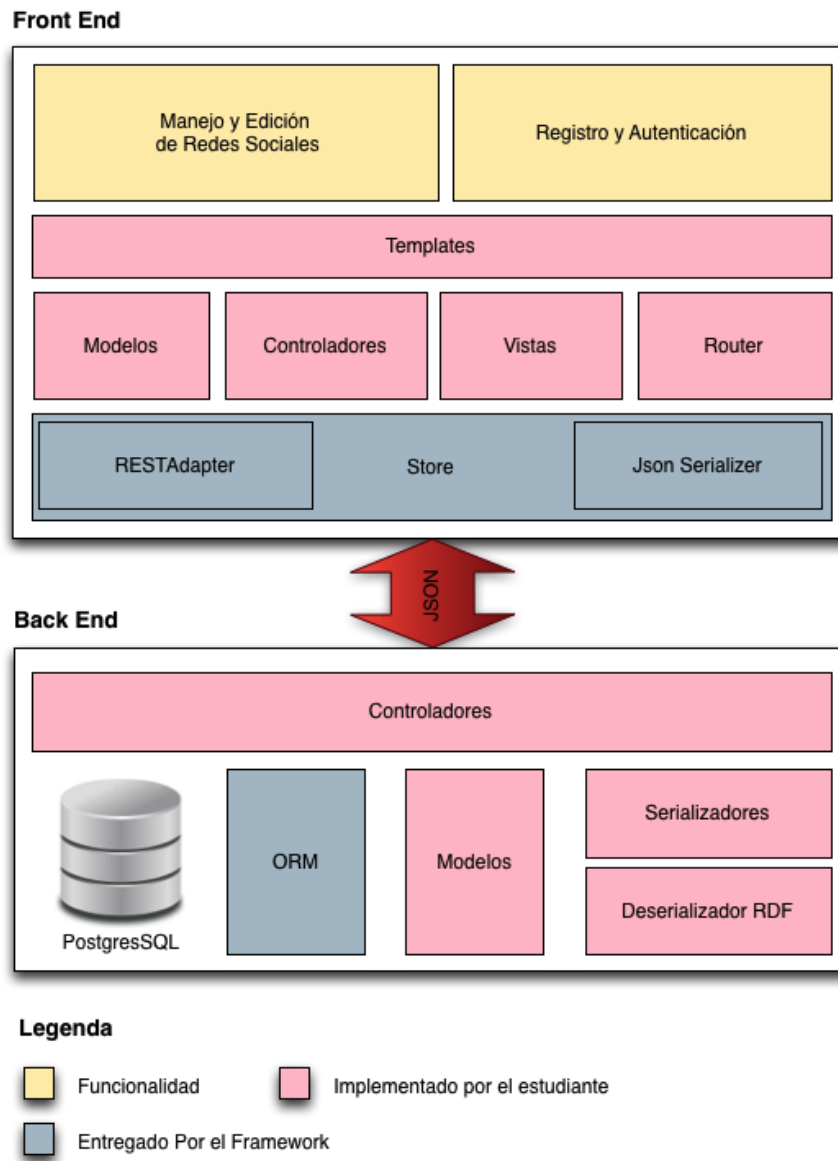 Front End
Manejo y Edición
de Redes Sociales
Registro y Autenticación
Templates
Modelos
Controladores
Vistas
Router
RESTAdapter
Store
Json Serializer
JSON
Back End
Controladores
PostgresSQL
ORM
Modelos
Serializadores
Deserializador RDF
Legenda
Funcionalidad
Implementado por el estudiante
Entregado Por el Framework